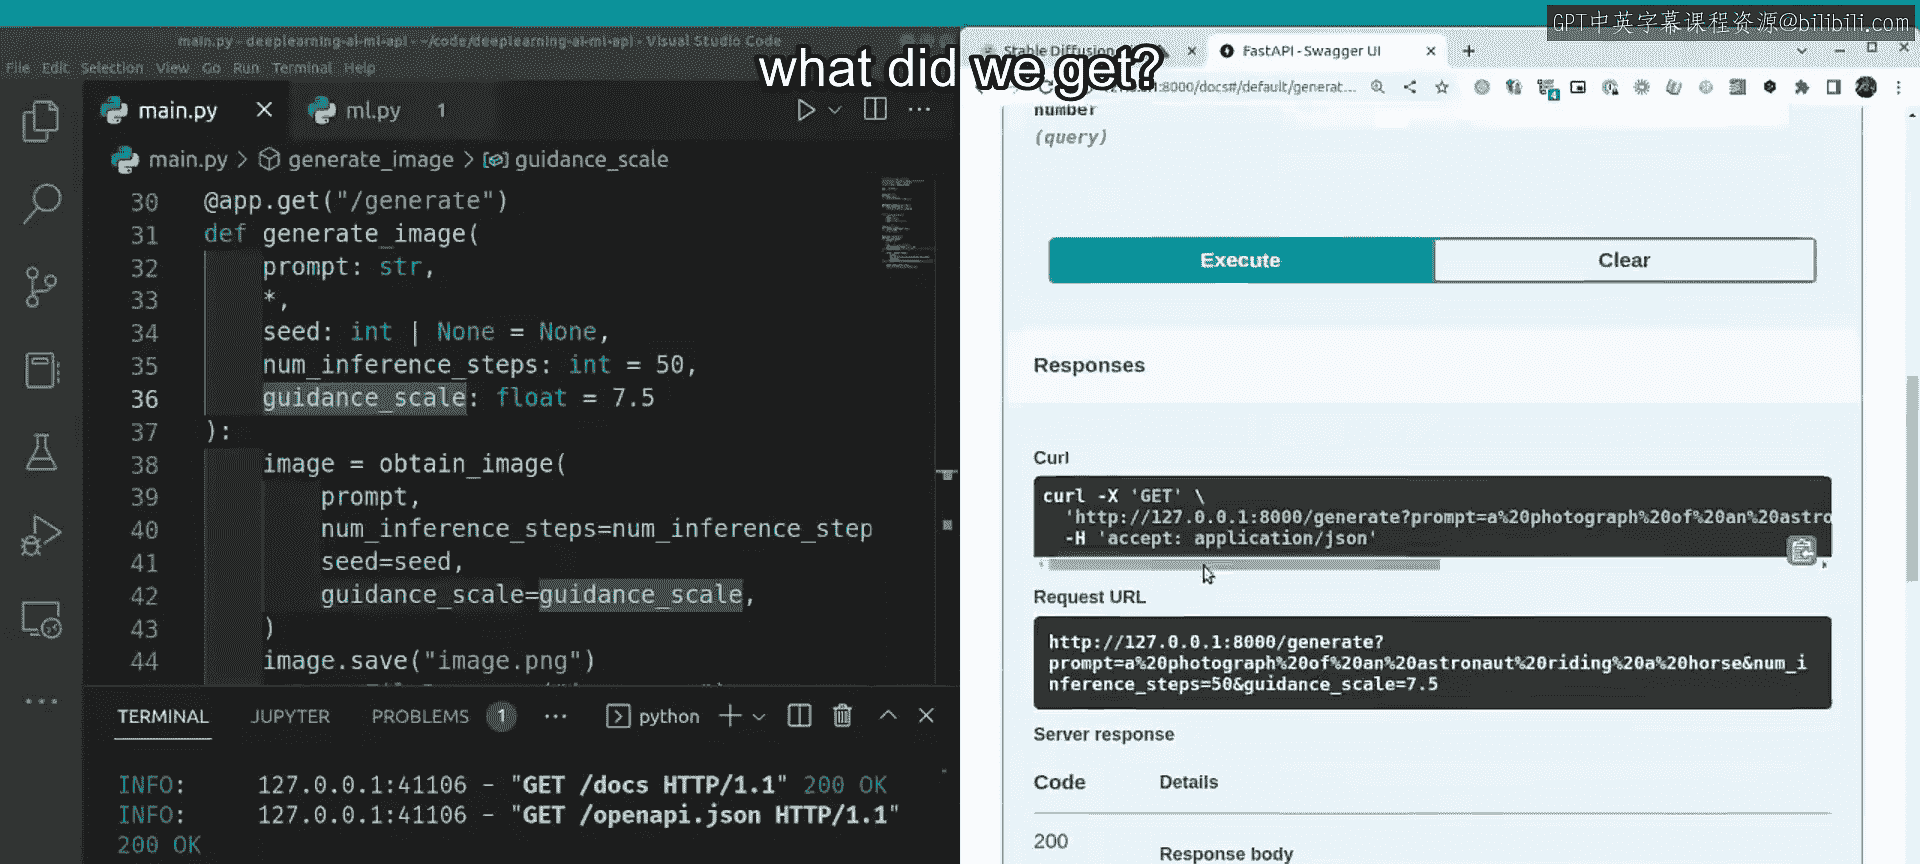 GPT中英字幕课程资源@bilibili.com
what did we get?
main.py - deeplearning-ai-ml-api - ~/code/deeplearning-ai-ml-api - Visual Studio Code
File Edit Selection View Go Run Terminal Help
main.py
ml.py 1
main.py > generate_image > guidance_scale
30 @app.get("/generate")
31 def generate_image(
32 prompt: str,
33 *,
34 seed: int | None = None,
35 num_inference_steps: int = 50,
36 guidance_scale: float = 7.5
37 ):
38 image = obtain_image(
39 prompt,
40 num_inference_steps=num_inference_step
41 seed=seed,
42 guidance_scale=guidance_scale,
43 )
44 image.save("image.png")
TERMINAL JUPYTER PROBLEMS 1 ... python
INFO: 127.0.0.1:41106 - "GET /docs HTTP/1.1" 200 OK
INFO: 127.0.0.1:41106 - "GET /openapi.json HTTP/1.1"
200 OK
Stable Diffusion
FastAPI - Swagger UI
:8000/docs#/default/generat...
number
(query)
Execute
Clear
Responses
Curl
curl -X 'GET' \
'http://127.0.0.1:8000/generate?prompt=a%20photograph%20of%20an%20astro
-H 'accept: application/json'
Request URL
http://127.0.0.1:8000/generate?
prompt=a%20photograph%20of%20an%20astronaut%20riding%20a%20horse&num_i
nference_steps=50&guidance_scale=7.5
Server response
Code Details
200
Response body